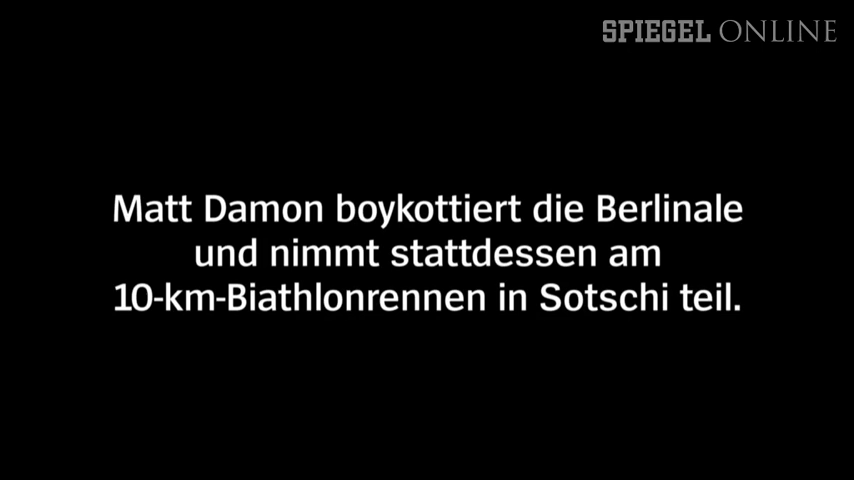 SPIEGEL ONLINE
Matt Damon boykottiert die Berlinale
und nimmt stattdessen am
10-km-Biathlonrennen in Sotschi teil.